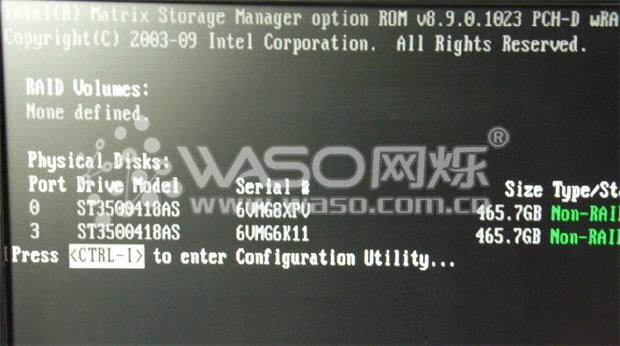 Intel(R) Matrix Storage Manager option ROM v8.9.0.1023 PCH-D wRA
Copyright(C) 2003-09 Intel Corporation. All Rights Reserved.
RAID Volumes:
None defined.
WASO网烁®
www.waso.com.cn
Physical Disks:
Port Drive Model Serial # Size Type/Sta
0 ST3500418AS 6VMG8XPV 465.7GB Non-RAI
3 ST3500418AS 6VMG6K11 465.7GB Non-RAI
Press <CTRL-I> to enter Configuration Utility...